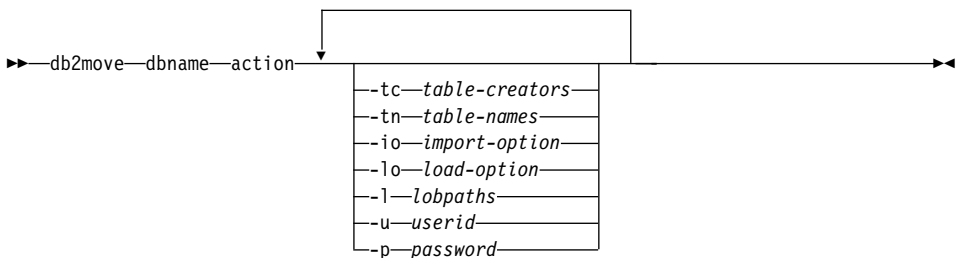 db2move dbname action
-tc table-creators
-tn table-names
-io import-option
-lo load-option
-l lobpaths
-u userid
-p password